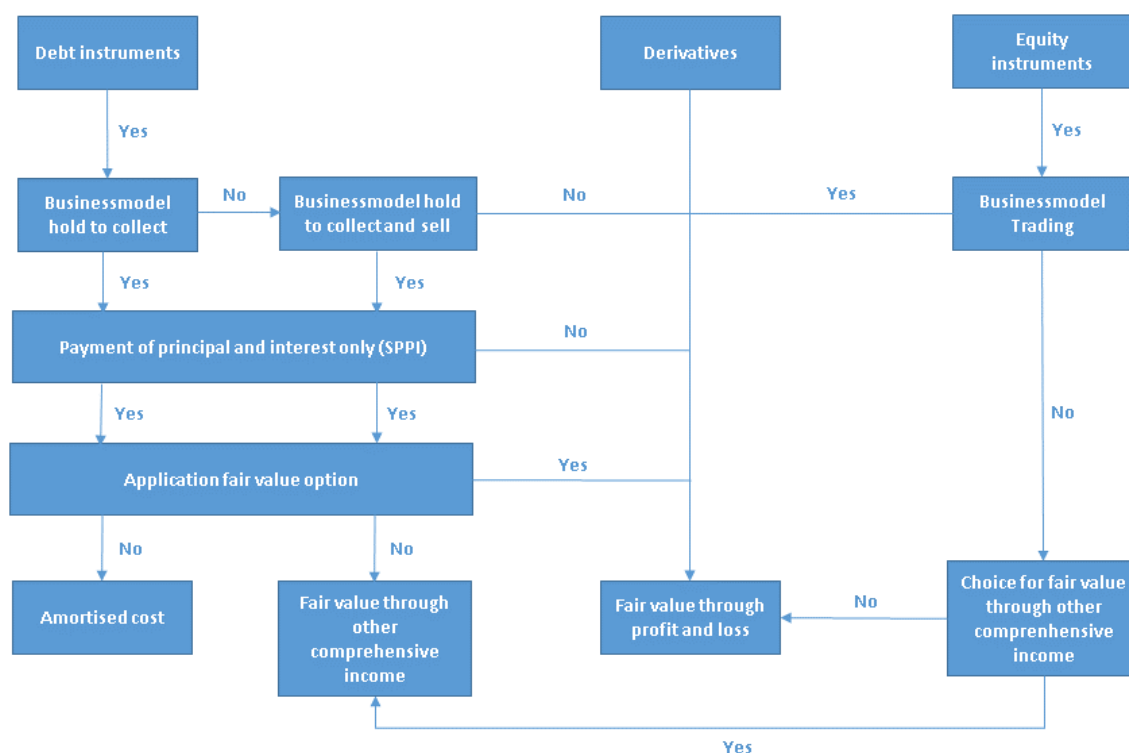 Debt instruments
Derivatives
Equity
instruments
Yes
Yes
Businessmodel
hold to collect
No
Businessmodel hold
to collect and sell
No
Yes
Businessmodel
Trading
Yes
Yes
Payment of principal and interest only (SPPI)
No
Yes
Yes
No
Application fair value option
Yes
No
No
Amortised cost
Fair value through
other
comprehensive
income
Fair value through
profit and loss
No
Choice for fair value
through other
comprenhensive
income
Yes